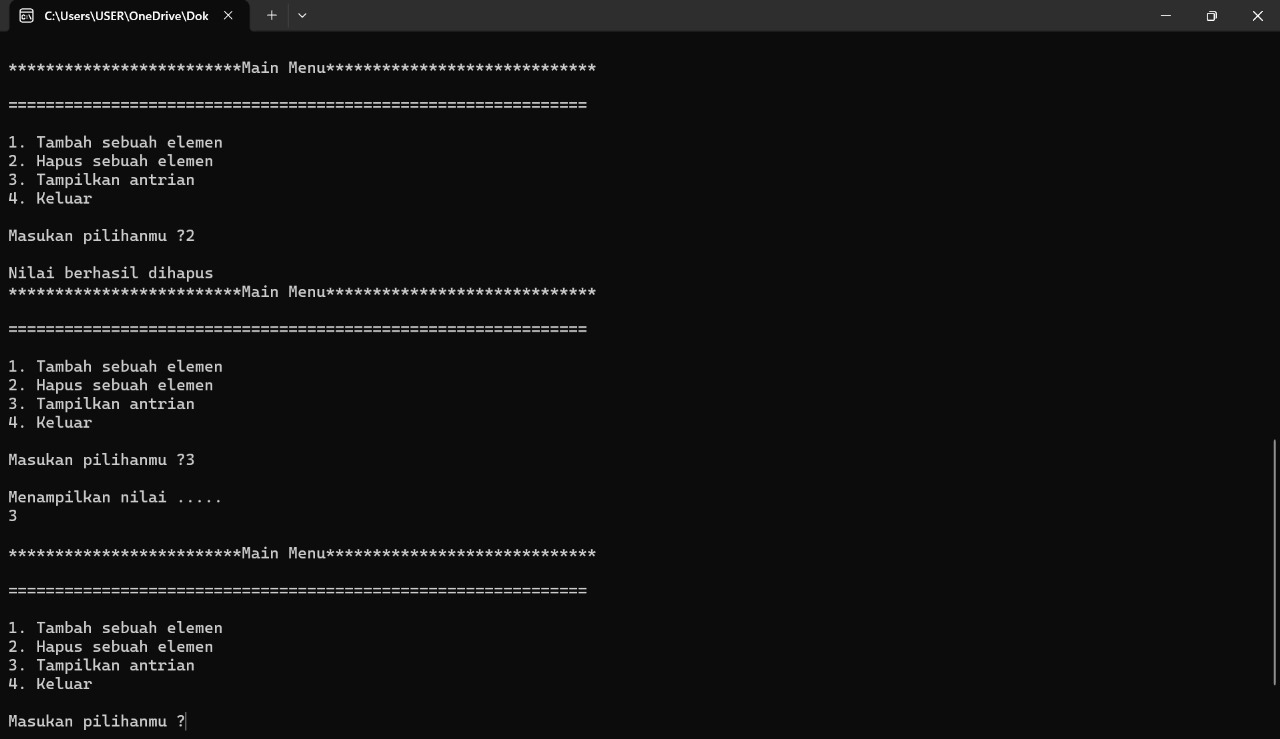 C:\Users\USER\OneDrive\Dok
*************************Main Menu*****************************
==============================================================
1. Tambah sebuah elemen
2. Hapus sebuah elemen
3. Tampilkan antrian
4. Keluar
Masukan pilihanmu ?2
Nilai berhasil dihapus
*************************Main Menu*****************************
==============================================================
1. Tambah sebuah elemen
2. Hapus sebuah elemen
3. Tampilkan antrian
4. Keluar
Masukan pilihanmu ?3
Menampilkan nilai .....
3
*************************Main Menu*****************************
==============================================================
1. Tambah sebuah elemen
2. Hapus sebuah elemen
3. Tampilkan antrian
4. Keluar
Masukan pilihanmu ?